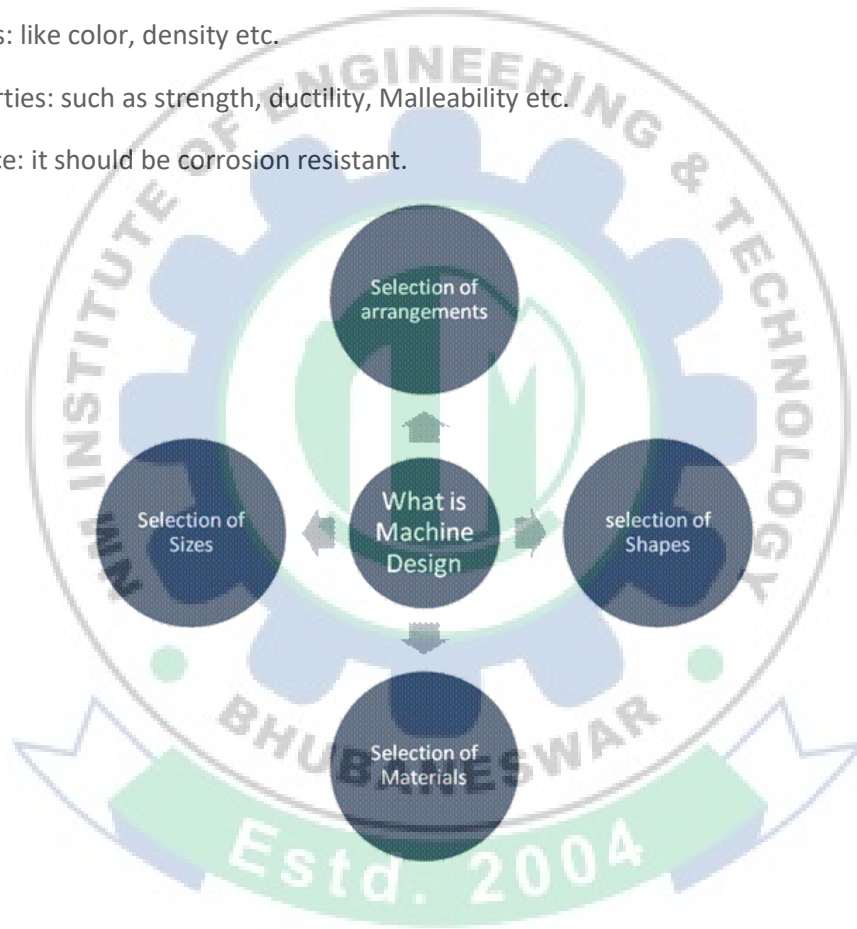 s: like color, density etc.
rties: such as strength, ductility, Malleability etc.
ce: it should be corrosion resistant.
NM INSTITUTE OF ENGINEERING & TECHNOLOGY
Selection of
arrangements
Selection of
Sizes
What is
Machine
Design
selection of
Shapes
Selection of
Materials
BHUBANESWAR
Estd. 2004